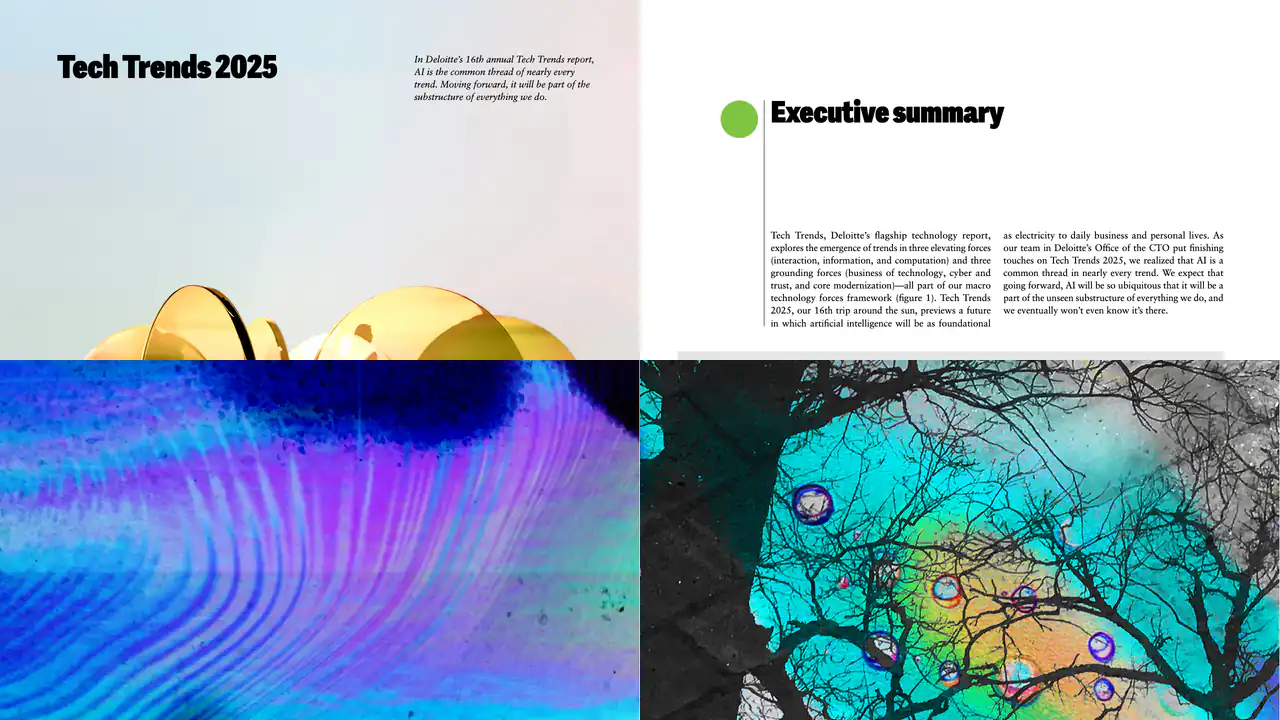 Tech Trends 2025
In Deloitte's 16th annual Tech Trends report,
AI is the common thread of nearly every
trend. Moving forward, it will be part of the
substructure of everything we do.
Executive summary
Tech Trends, Deloitte's flagship technology report,
explores the emergence of trends in three elevating forces
(interaction, information, and computation) and three
grounding forces (business of technology, cyber and
trust, and core modernization)—all part of our macro
technology forces framework (figure 1). Tech Trends
2025, our 16th trip around the sun, previews a future
in which artificial intelligence will be as foundational
as electricity to daily business and personal lives. As
our team in Deloitte's Office of the CTO put finishing
touches on Tech Trends 2025, we realized that AI is a
common thread in nearly every trend. We expect that
going forward, AI will be so ubiquitous that it will be a
part of the unseen substructure of everything we do, and
we eventually won't even know it's there.